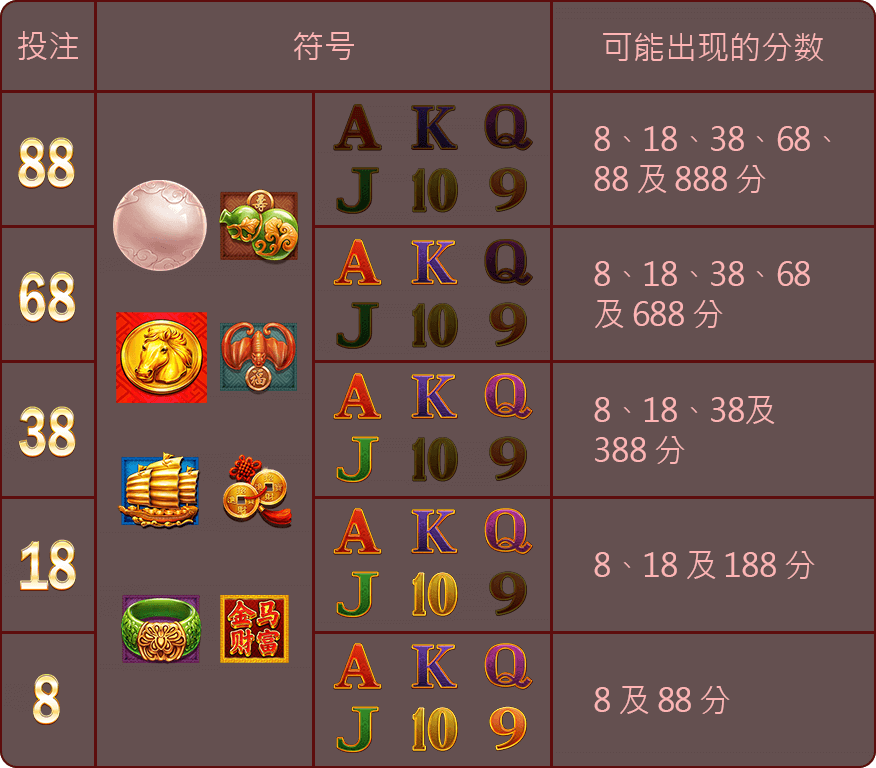 投注
符号
可能出现的分数
88
A K Q
J 10 9
8、18、38、68、
88 及 888 分
68
A K Q
J 10 9
8、18、38、68
及 688 分
38
A K Q
J 10 9
8、18、38及
388 分
18
A K Q
J 10 9
8、18 及 188 分
8
A K Q
J 10 9
8 及 88 分
福
金马
财富